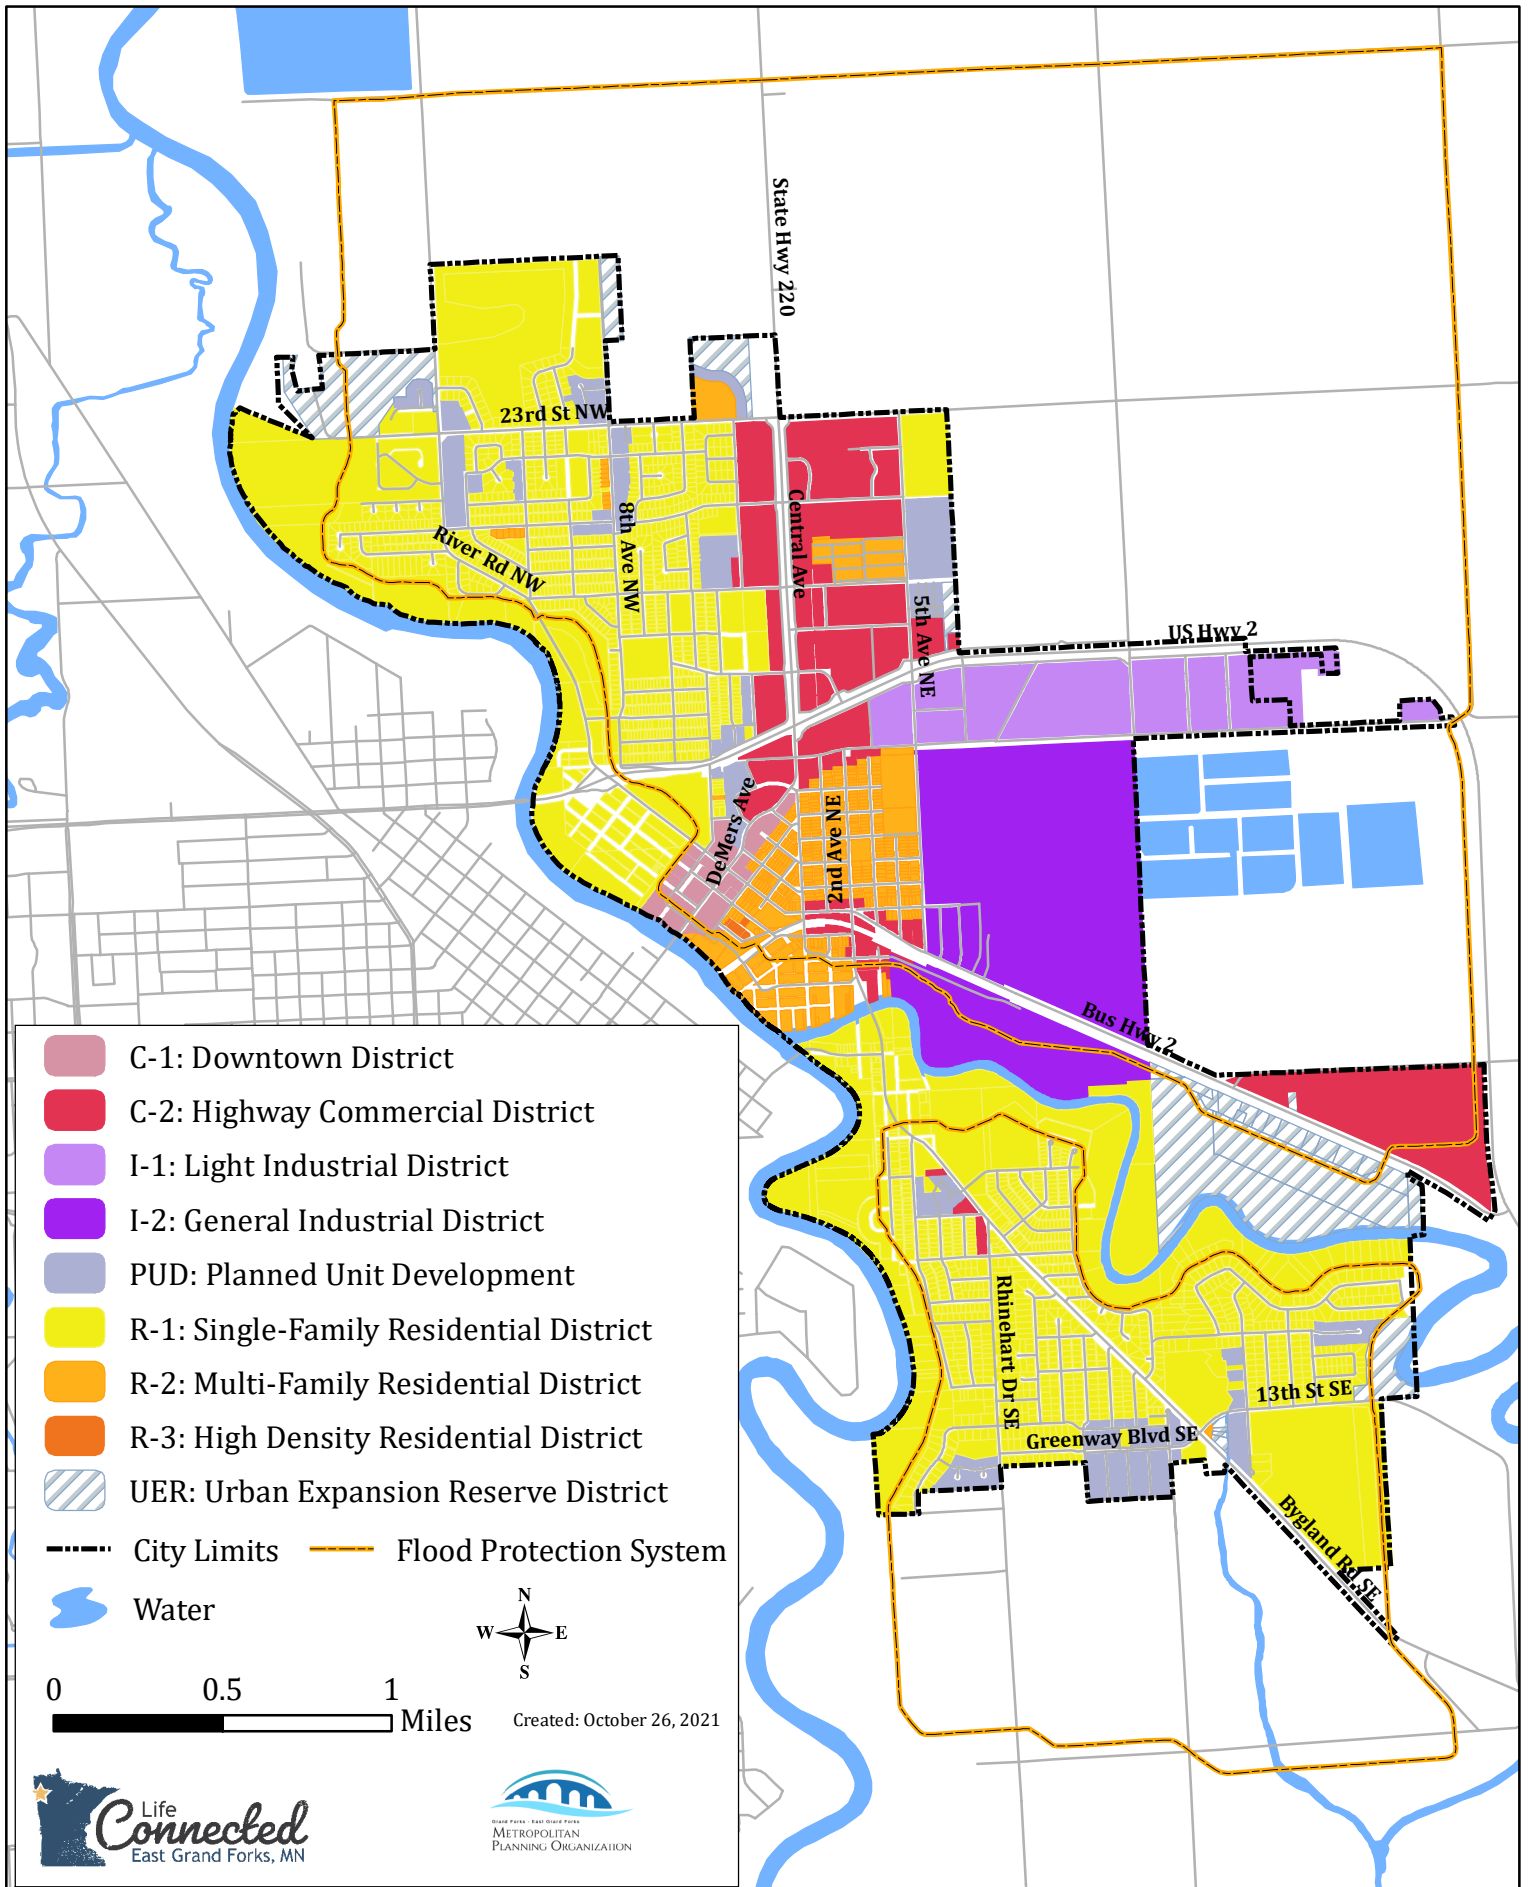 State Hwy 220
23rd St NW
Central Ave
8th Ave NW
River Rd NW
5th Ave NE
US Hwy 2
DeMers Ave
2nd Ave NE
Bus Hwy 2
Rhinehart Dr SE
13th St SE
Greenway Blvd SE
Bygland Rd SE
C-1: Downtown District
C-2: Highway Commercial District
I-1: Light Industrial District
I-2: General Industrial District
PUD: Planned Unit Development
R-1: Single-Family Residential District
R-2: Multi-Family Residential District
R-3: High Density Residential District
UER: Urban Expansion Reserve District
City Limits
Flood Protection System
Water
N
W E
S
0 0.5 1
Miles
Created: October 26, 2021
Life
Connected
East Grand Forks, MN
Grand Forks - East Grand Forks
METROPOLITAN
PLANNING ORGANIZATION